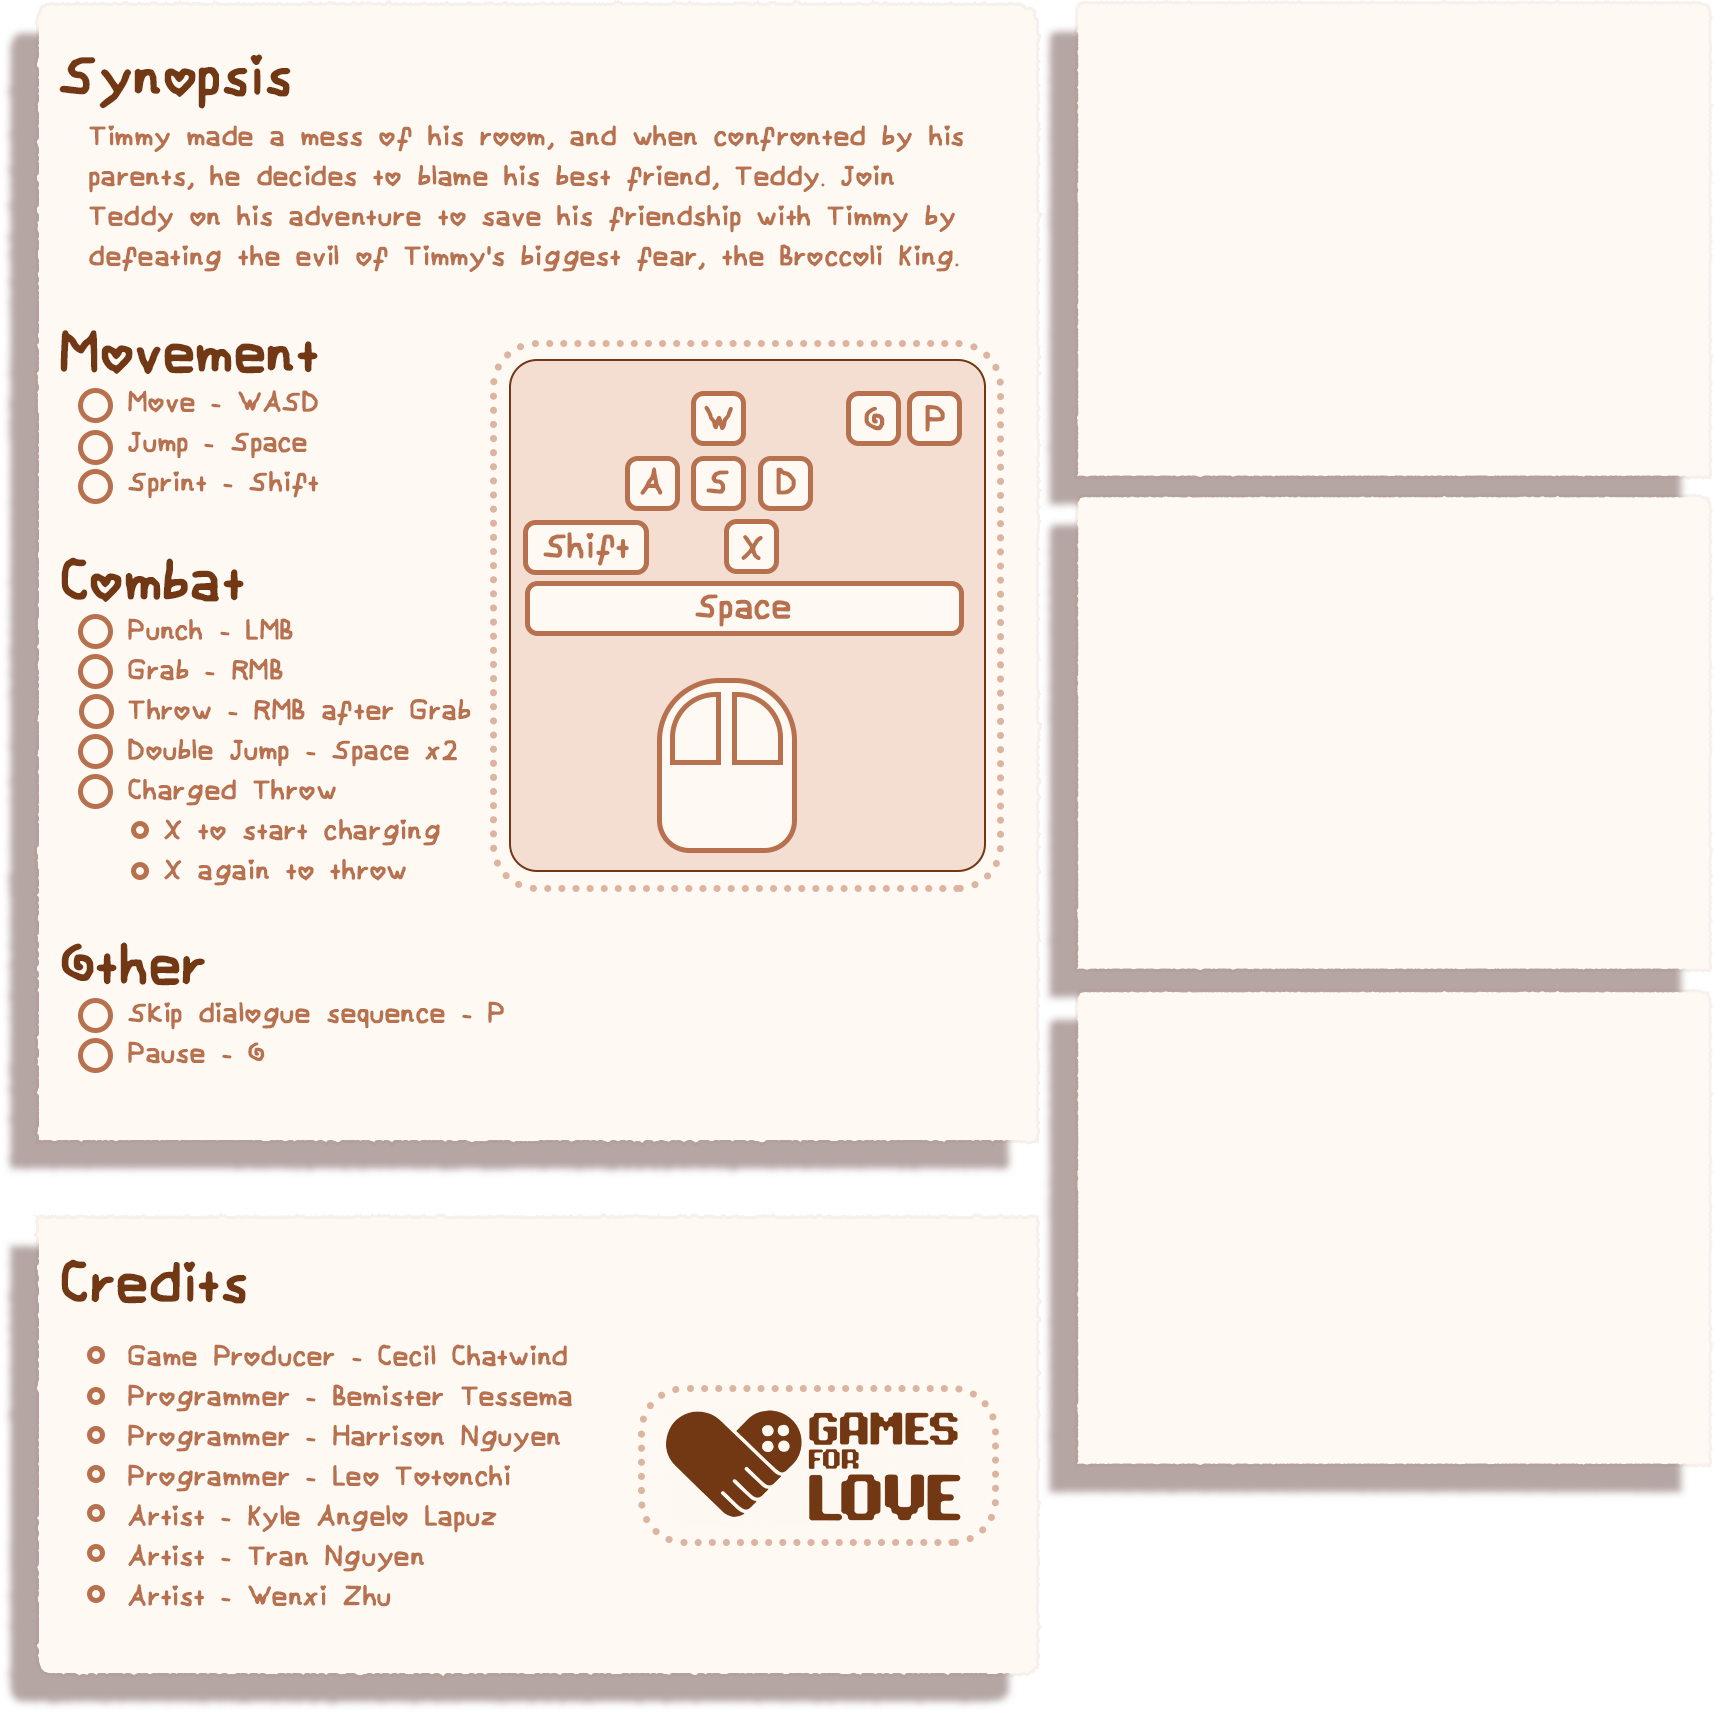 Synopsis
Timmy made a mess of his room, and when confronted by his
parents, he decides to blame his best friend, Teddy. Join
Teddy on his adventure to save his friendship with Timmy by
defeating the evil of Timmy's biggest fear, the Broccoli King.
Movement
Move - WASD
Jump - Space
Sprint - Shift
Combat
Punch - LMB
Grab - RMB
Throw - RMB after Grab
Double Jump - Space x2
Charged Throw
X to start charging
X again to throw
W O P
A S D
Shift X
Space
Other
Skip dialogue sequence - P
Pause - O
Credits
Game Producer - Cecil Chatwind
Programmer - Bemister Tessema
Programmer - Harrison Nguyen
Programmer - Leo Totonchi
Artist - Kyle Angelo Lapuz
Artist - Tran Nguyen
Artist - Wenxi Zhu
GAMES
FOR
LOVE